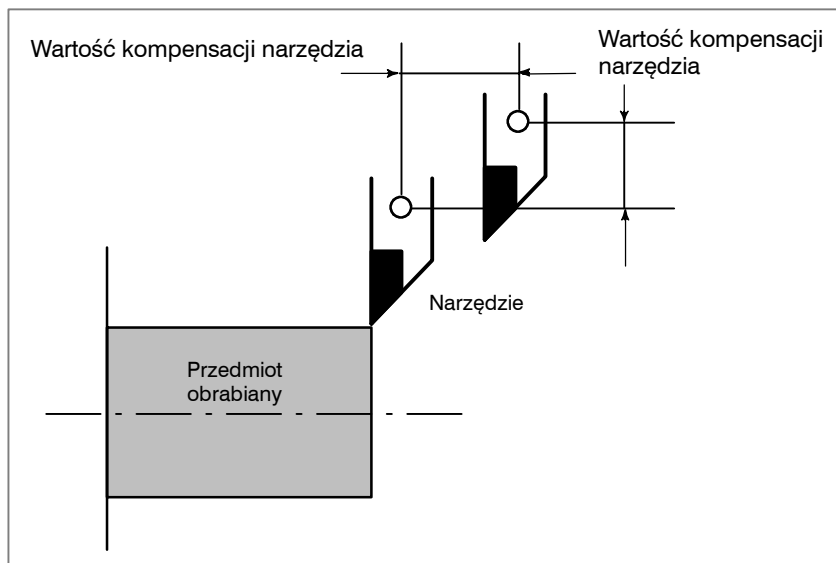 Wartość kompensacji narzędzia
Wartość kompensacji
narzędzia
Narzędzie
Przedmiot
obrabiany